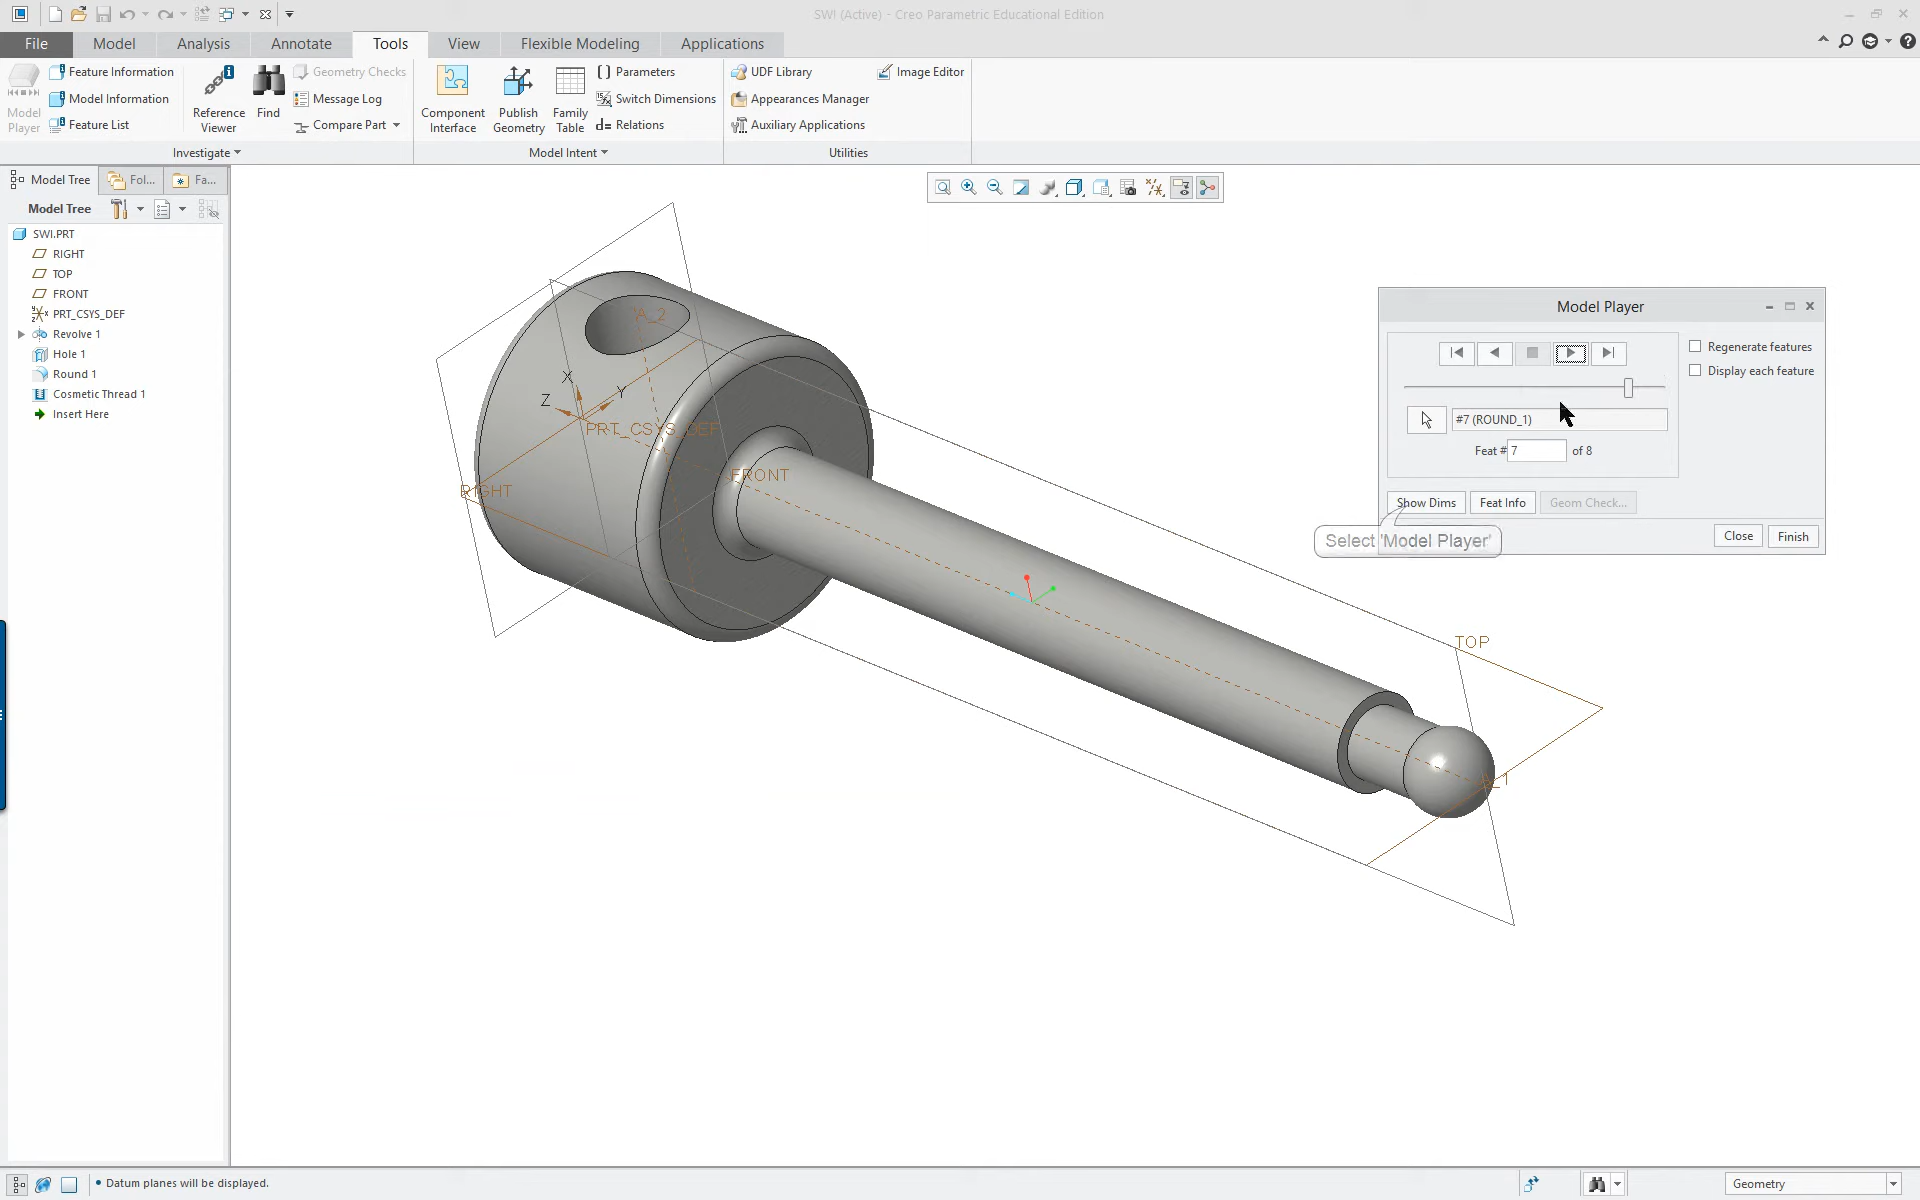 SWI (Active) - Creo Parametric Educational Edition
File Model Analysis Annotate Tools View Flexible Modeling Applications
Model Player
Feature Information
Model Information
Feature List
Reference Viewer
Find
Geometry Checks
Message Log
Compare Part
Investigate
Component Interface
Publish Geometry
Family Table
Parameters
Switch Dimensions
d= Relations
Model Intent
UDF Library
Appearances Manager
Auxiliary Applications
Image Editor
Utilities
Model Tree Fol... Fa...
Model Tree
SWI.PRT
RIGHT
TOP
FRONT
PRT_CSYS_DEF
Revolve 1
Hole 1
Round 1
Cosmetic Thread 1
Insert Here
A_2
X
Y
Z
PRT_CSYS_DEF
FRONT
RIGHT
TOP
A_1
Model Player
Regenerate features
Display each feature
#7 (ROUND_1)
Feat # 7 of 8
Show Dims Feat Info Geom Check...
Select 'Model Player'
Close Finish
• Datum planes will be displayed.
Geometry